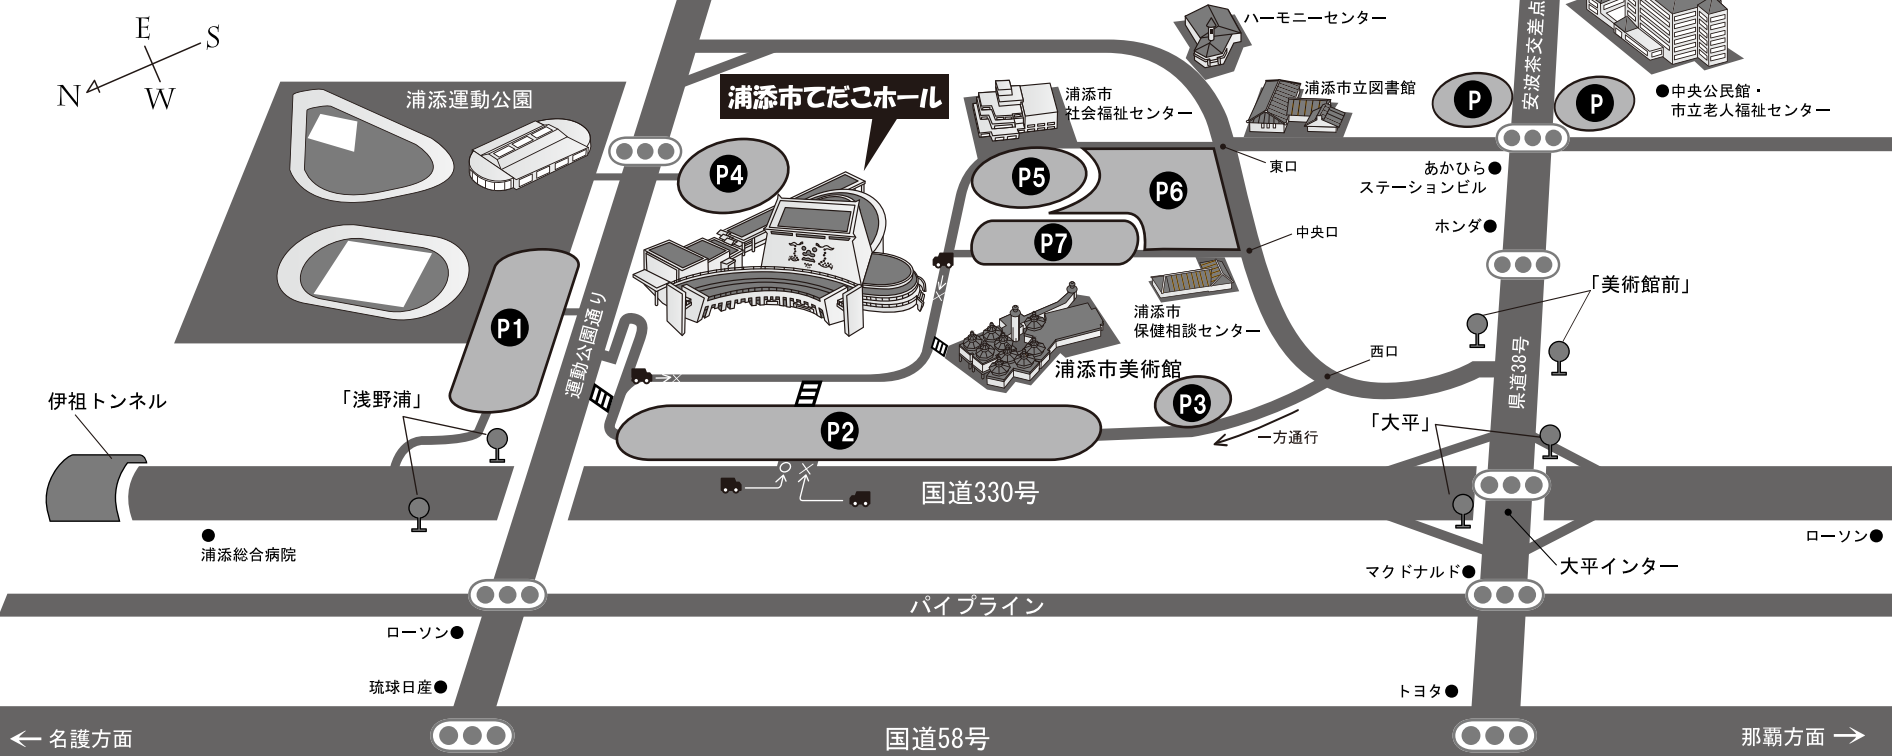 E
S
N
W
浦添運動公園
浦添市てだこホール
P4
P1
運動公園通り
伊祖トンネル
「浅野浦」
浦添総合病院
浦添市
社会福祉センター
P5
P6
P7
ハーモニーセンター
浦添市立図書館
東口
中央口
西口
浦添市
保健相談センター
浦添市美術館
P3
P2
一方通行
安波茶交差点
P
P
中央公民館・
市立老人福祉センター
あかひら
ステーションビル
ホンダ
「美術館前」
県道38号
「大平」
国道330号
大平インター
マクドナルド
ローソン
パイプライン
ローソン
琉球日産
トヨタ
← 名護方面
国道58号
那覇方面 →